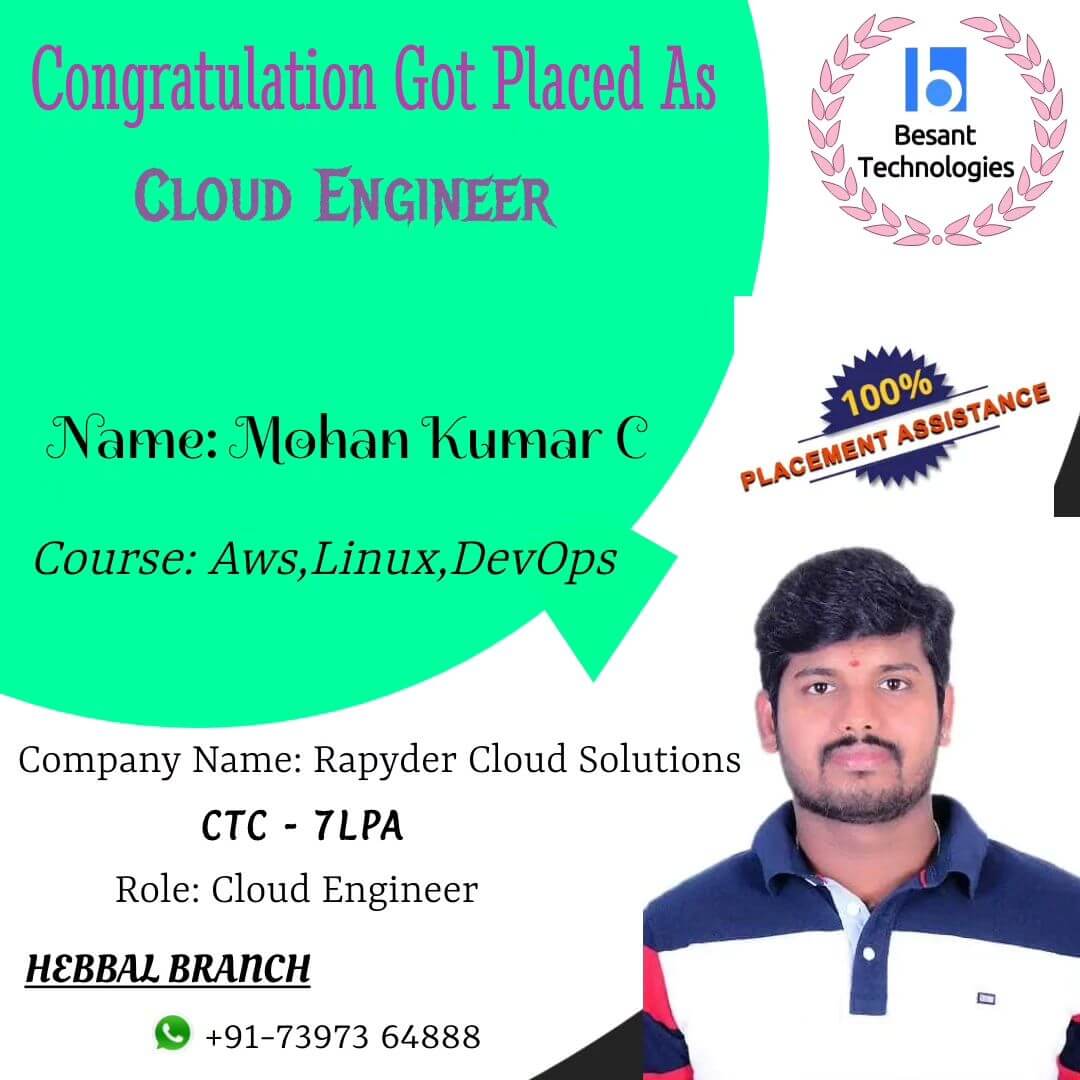 Congratulation Got Placed As
Cloud Engineer
Besant
Technologies
100%
PLACEMENT ASSISTANCE
Name: Mohan Kumar C
Course: Aws,Linux,DevOps
Company Name: Rapyder Cloud Solutions
CTC - 7LPA
Role: Cloud Engineer
HEBBAL BRANCH
+91-73973 64888